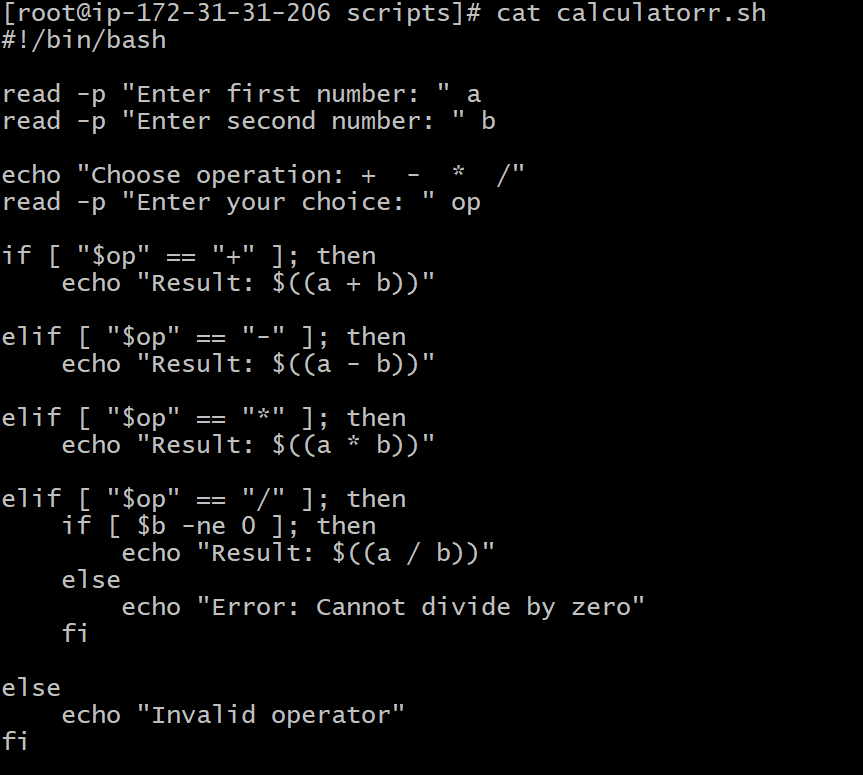 [root@ip-172-31-31-206 scripts]# cat calculatorr.sh
#!/bin/bash
read -p "Enter first number: " a
read -p "Enter second number: " b
echo "Choose operation: +  -  *  /"
read -p "Enter your choice: " op
if [ "$op" == "+" ]; then
    echo "Result: $((a + b))"
elif [ "$op" == "-" ]; then
    echo "Result: $((a - b))"
elif [ "$op" == "*" ]; then
    echo "Result: $((a * b))"
elif [ "$op" == "/" ]; then
    if [ $b -ne 0 ]; then
        echo "Result: $((a / b))"
    else
        echo "Error: Cannot divide by zero"
    fi
else
    echo "Invalid operator"
fi